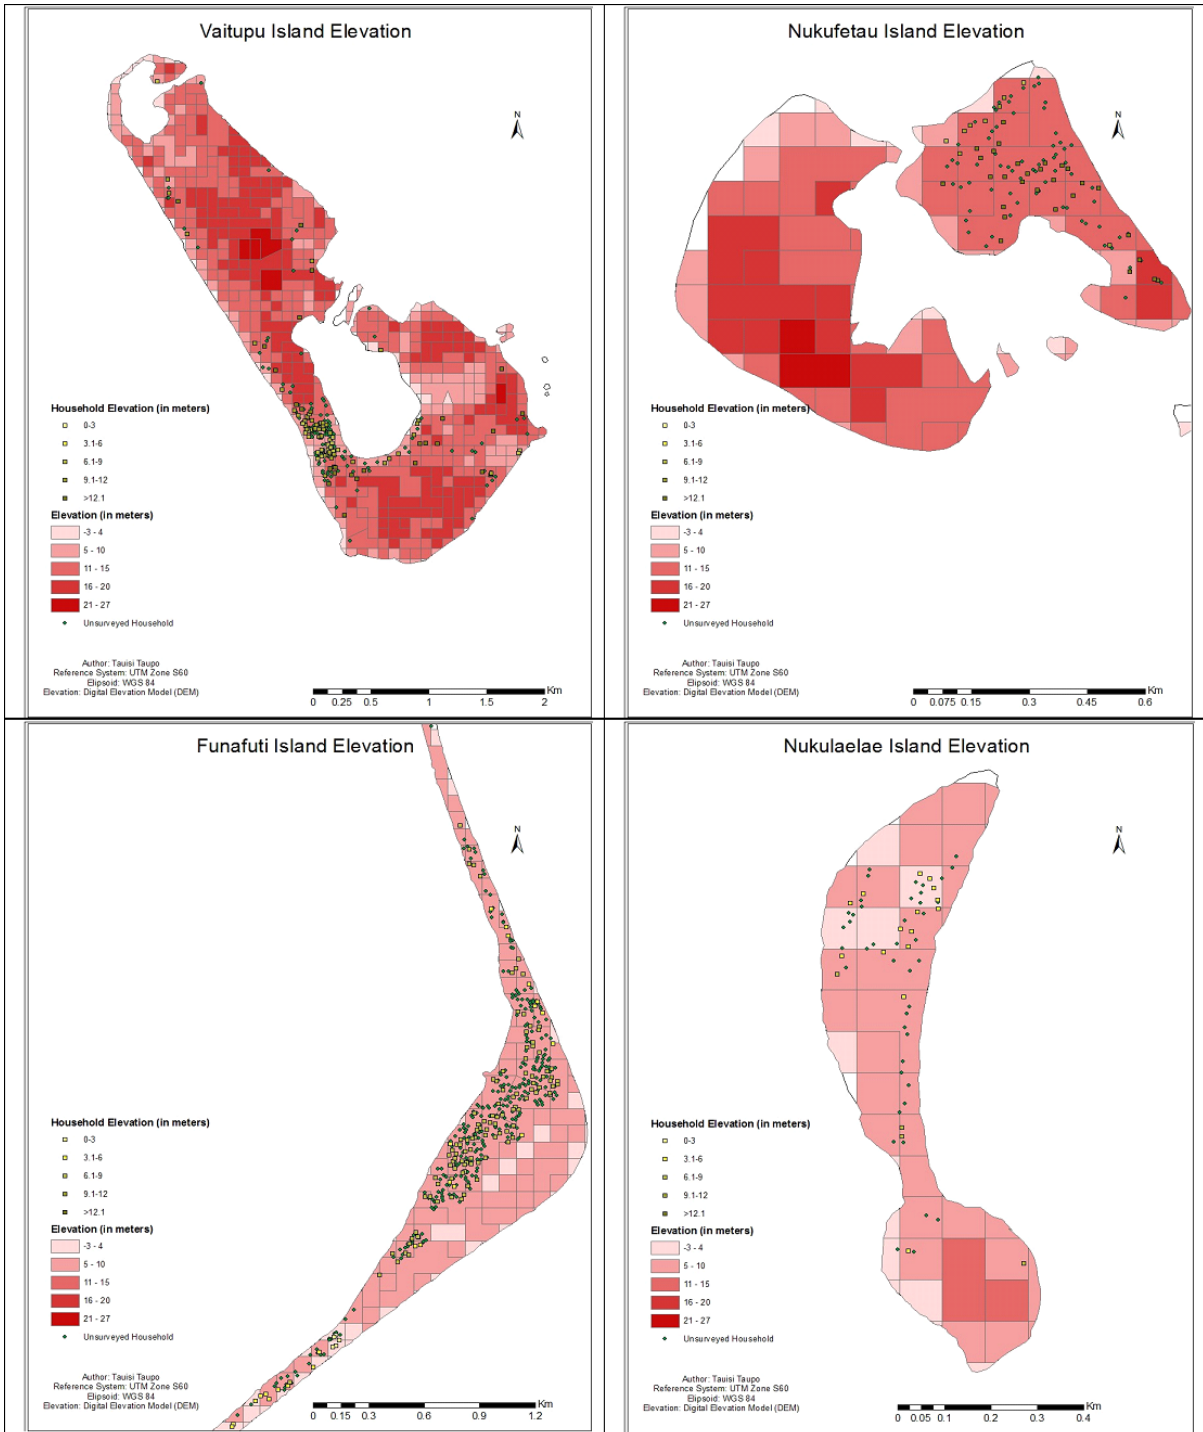 Vaitupu Island Elevation
N
Household Elevation (in meters)
0-3
3.1-6
6.1-9
9.1-12
>12.1
Elevation (in meters)
-3 - 4
5 - 10
11 - 15
16 - 20
21 - 27
Unsurveyed Household
Author: Tauisi Taupo
Reference System: UTM Zone S60
Elipsoid: WGS 84
Elevation: Digital Elevation Model (DEM)
Km
0 0.25 0.5 1 1.5 2
Nukufetau Island Elevation
N
Household Elevation (in meters)
0-3
3.1-6
6.1-9
9.1-12
>12.1
Elevation (in meters)
-3 - 4
5 - 10
11 - 15
16 - 20
21 - 27
Unsurveyed Household
Author: Tauisi Taupo
Reference System: UTM Zone S60
Elipsoid: WGS 84
Elevation: Digital Elevation Model (DEM)
Km
0 0.075 0.15 0.3 0.45 0.6
Funafuti Island Elevation
N
Household Elevation (in meters)
0-3
3.1-6
6.1-9
9.1-12
>12.1
Elevation (in meters)
-3 - 4
5 - 10
11 - 15
16 - 20
21 - 27
Unsurveyed Household
Author: Tauisi Taupo
Reference System: UTM Zone S60
Elipsoid: WGS 84
Elevation: Digital Elevation Model (DEM)
Km
0 0.15 0.3 0.6 0.9 1.2
Nukulaelae Island Elevation
N
Household Elevation (in meters)
0-3
3.1-6
6.1-9
9.1-12
>12.1
Elevation (in meters)
-3 - 4
5 - 10
11 - 15
16 - 20
21 - 27
Unsurveyed Household
Author: Tauisi Taupo
Reference System: UTM Zone S60
Elipsoid: WGS 84
Elevation: Digital Elevation Model (DEM)
Km
0 0.05 0.1 0.2 0.3 0.4